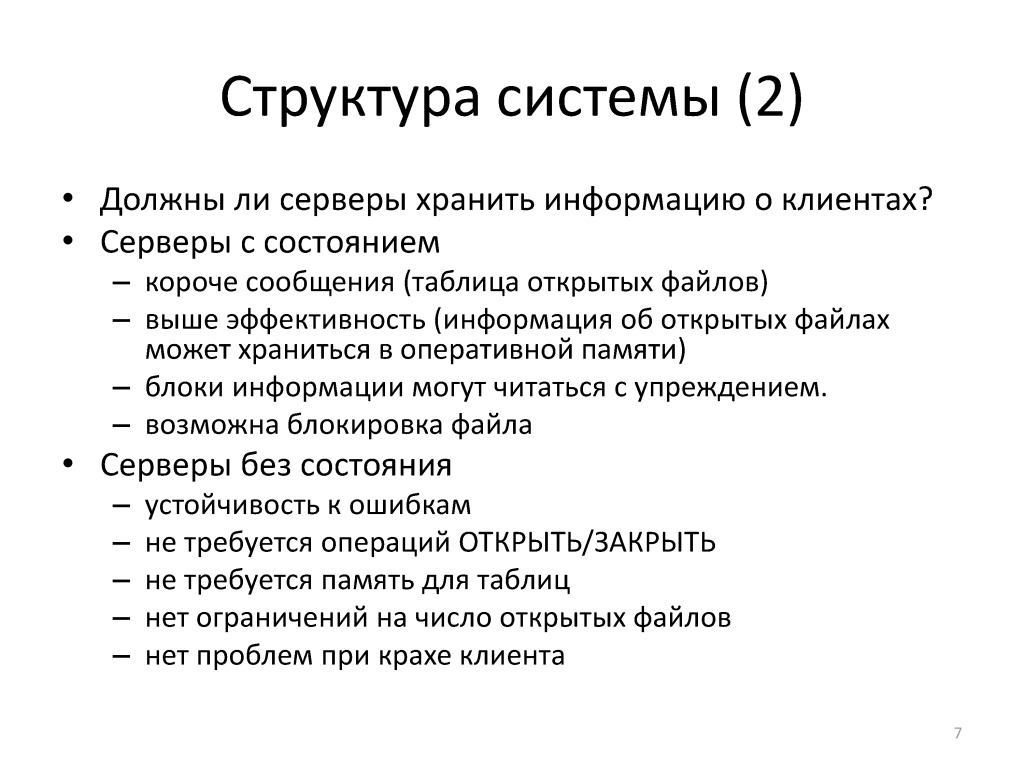 Структура системы (2)
• Должны ли серверы хранить информацию о клиентах?
• Серверы с состоянием
– короче сообщения (таблица открытых файлов)
– выше эффективность (информация об открытых файлах
может храниться в оперативной памяти)
– блоки информации могут читаться с упреждением.
– возможна блокировка файла
• Серверы без состояния
– устойчивость к ошибкам
– не требуется операций ОТКРЫТЬ/ЗАКРЫТЬ
– не требуется память для таблиц
– нет ограничений на число открытых файлов
– нет проблем при крахе клиента
7